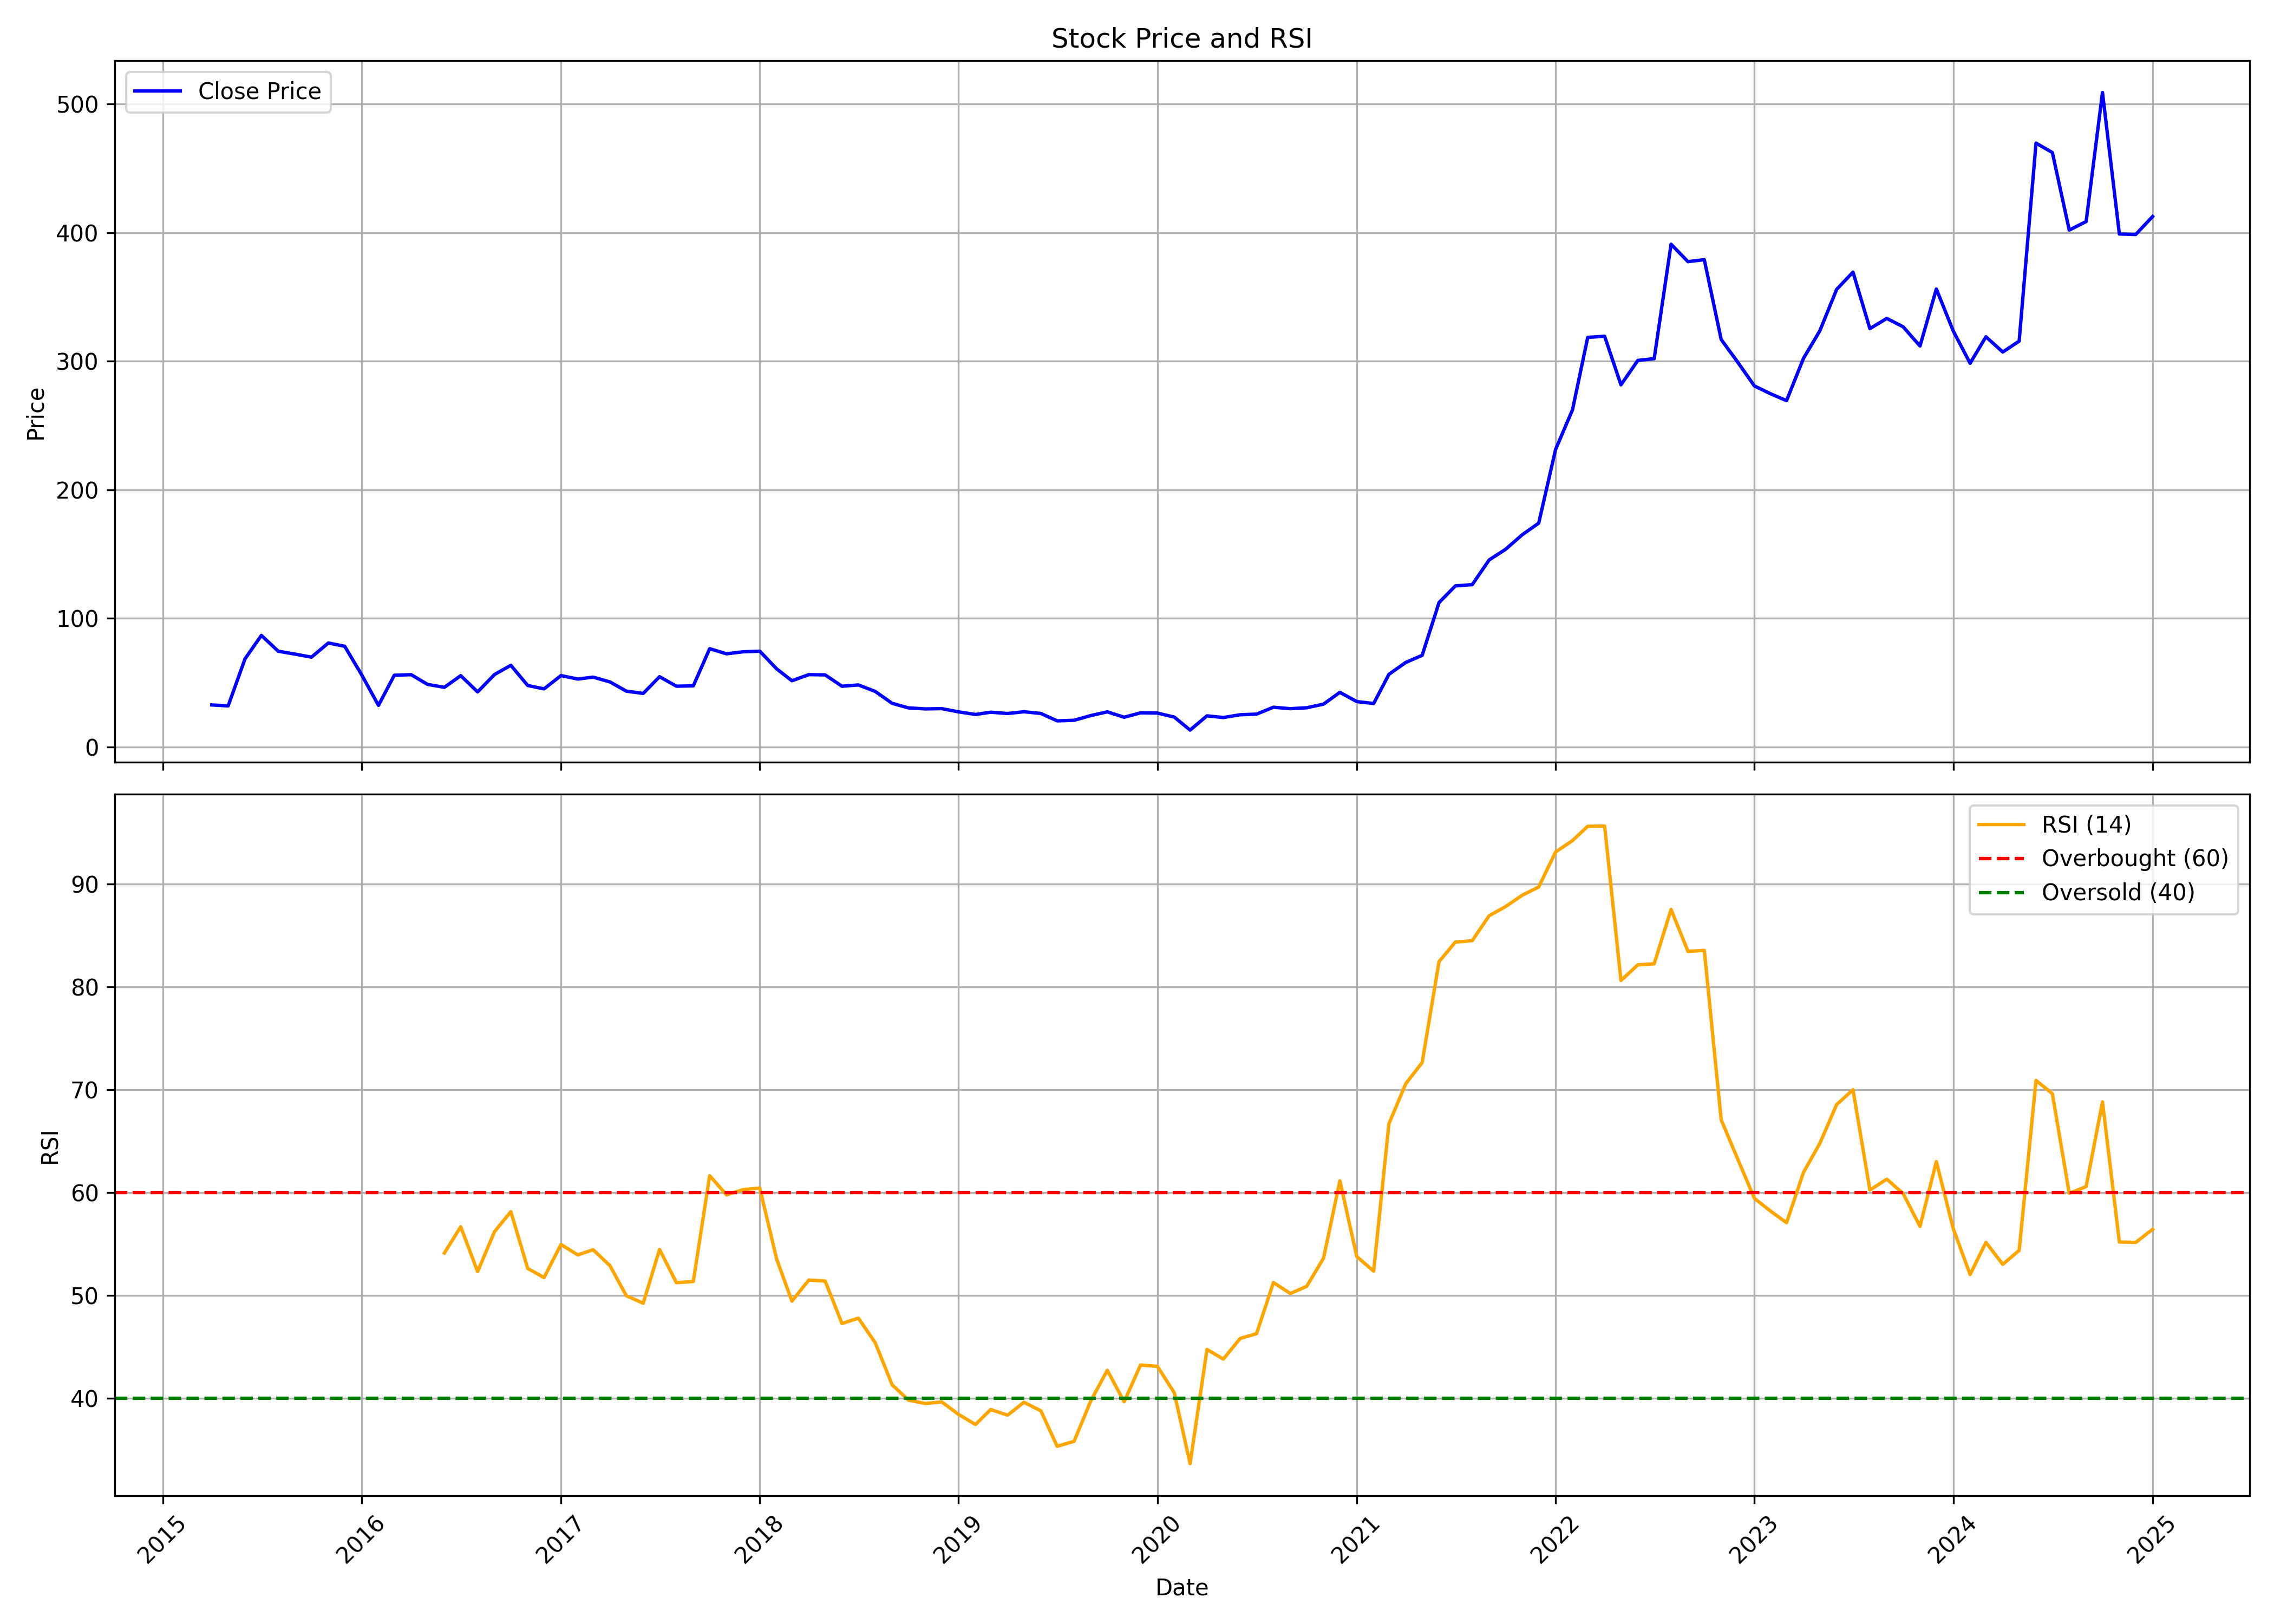 Stock Price and RSI
Close Price
500
400
300
200
100
0
Price
RSI (14)
Overbought (60)
Oversold (40)
90
80
70
60
50
40
RSI
2015
2016
2017
2018
2019
2020
2021
2022
2023
2024
2025
Date